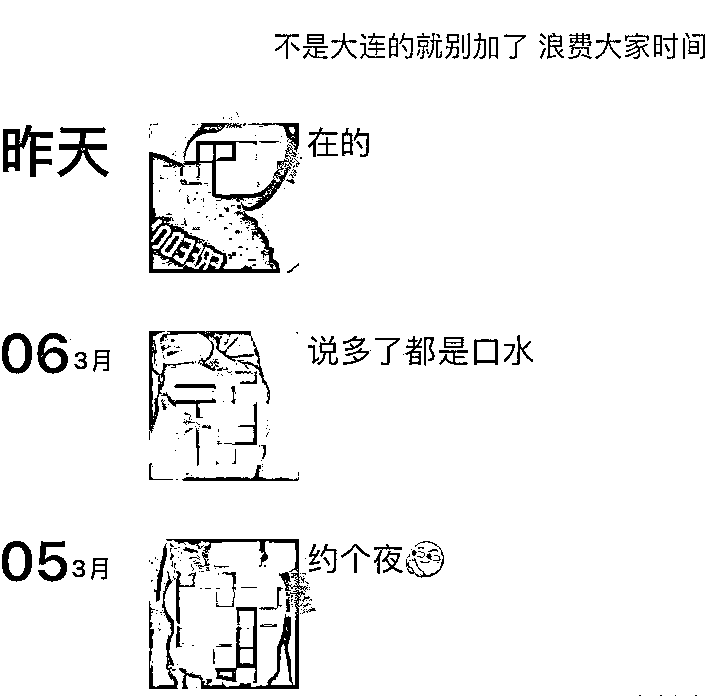 不是大连的就别加了 浪费大家时间
昨天
在的
06 3月
说多了都是口水
05 3月
约个夜